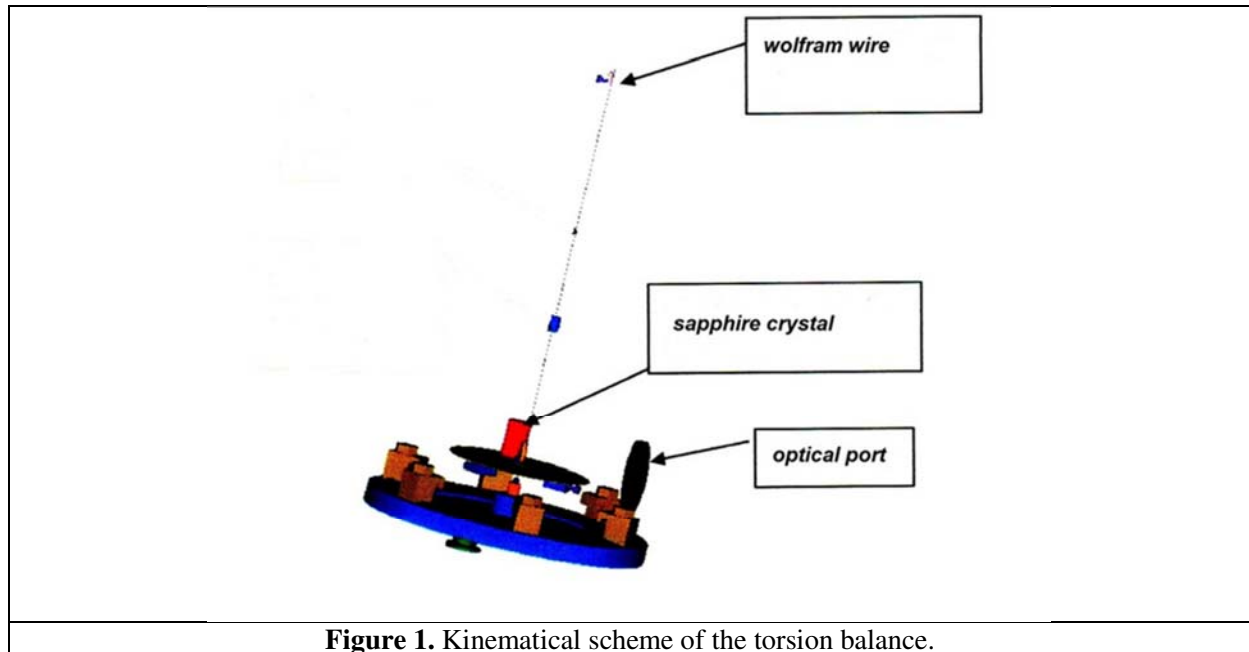 wolfram wire
sapphire crystal
optical port
Figure 1. Kinematical scheme of the torsion balance.